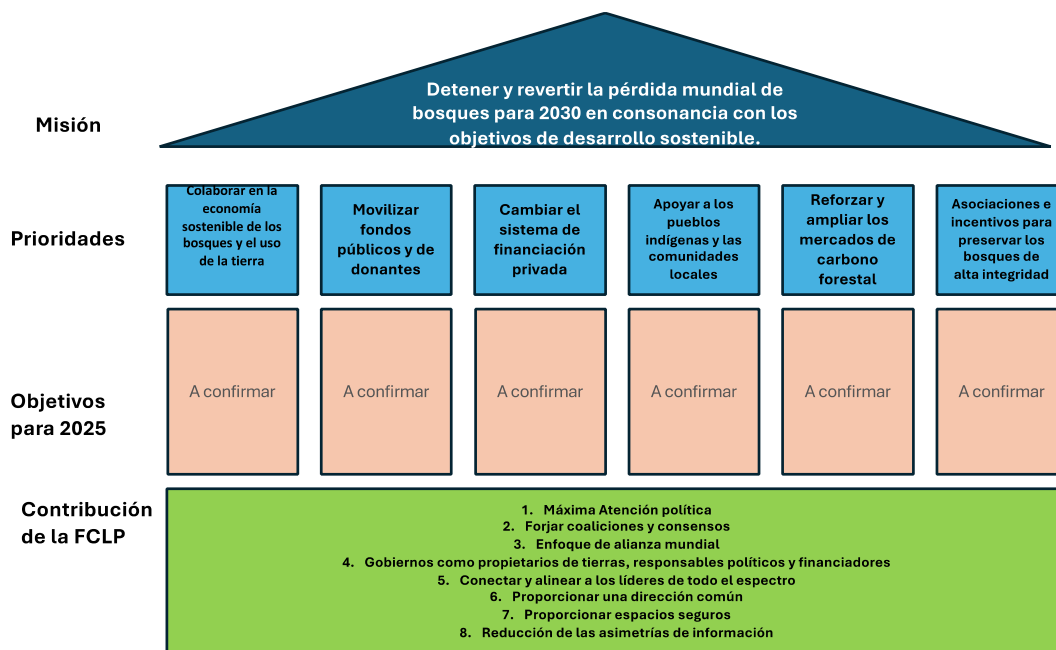 Misión
Detener y revertir la pérdida mundial de
bosques para 2030 en consonancia con los
objetivos de desarrollo sostenible.
Prioridades
Colaborar en la
economía
sostenible de los
bosques y el uso
de la tierra
Movilizar
fondos
públicos y de
donantes
Cambiar el
sistema de
financiación
privada
Apoyar a los
pueblos
indígenas y las
comunidades
locales
Reforzar y
ampliar los
mercados de
carbono
forestal
Asociaciones e
incentivos para
preservar los
bosques de
alta integridad
Objetivos
para 2025
A confirmar
A confirmar
A confirmar
A confirmar
A confirmar
A confirmar
Contribución
de la FCLP
1. Máxima Atención política
2. Forjar coaliciones y consensos
3. Enfoque de alianza mundial
4. Gobiernos como propietarios de tierras, responsables políticos y financiadores
5. Conectar y alinear a los líderes de todo el espectro
6. Proporcionar una dirección común
7. Proporcionar espacios seguros
8. Reducción de las asimetrías de información